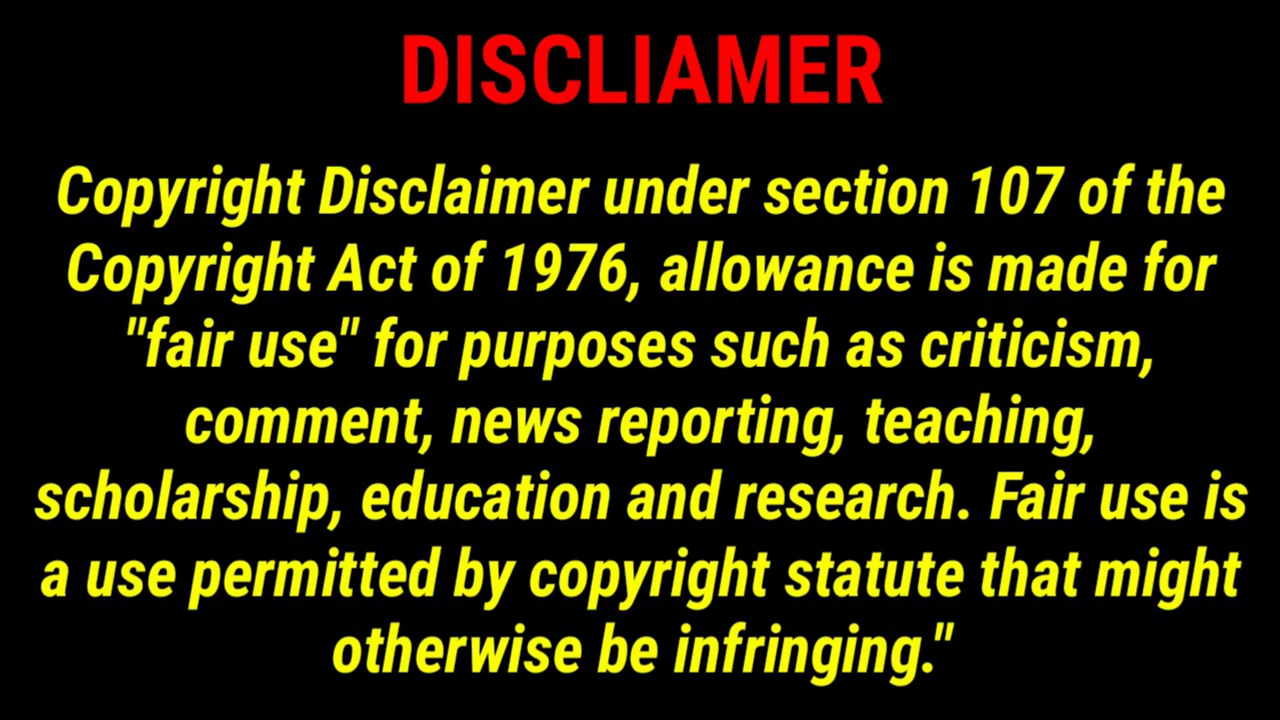 DISCLIAMER
Copyright Disclaimer under section 107 of the
Copyright Act of 1976, allowance is made for
"fair use" for purposes such as criticism,
comment, news reporting, teaching,
scholarship, education and research. Fair use is
a use permitted by copyright statute that might
otherwise be infringing."